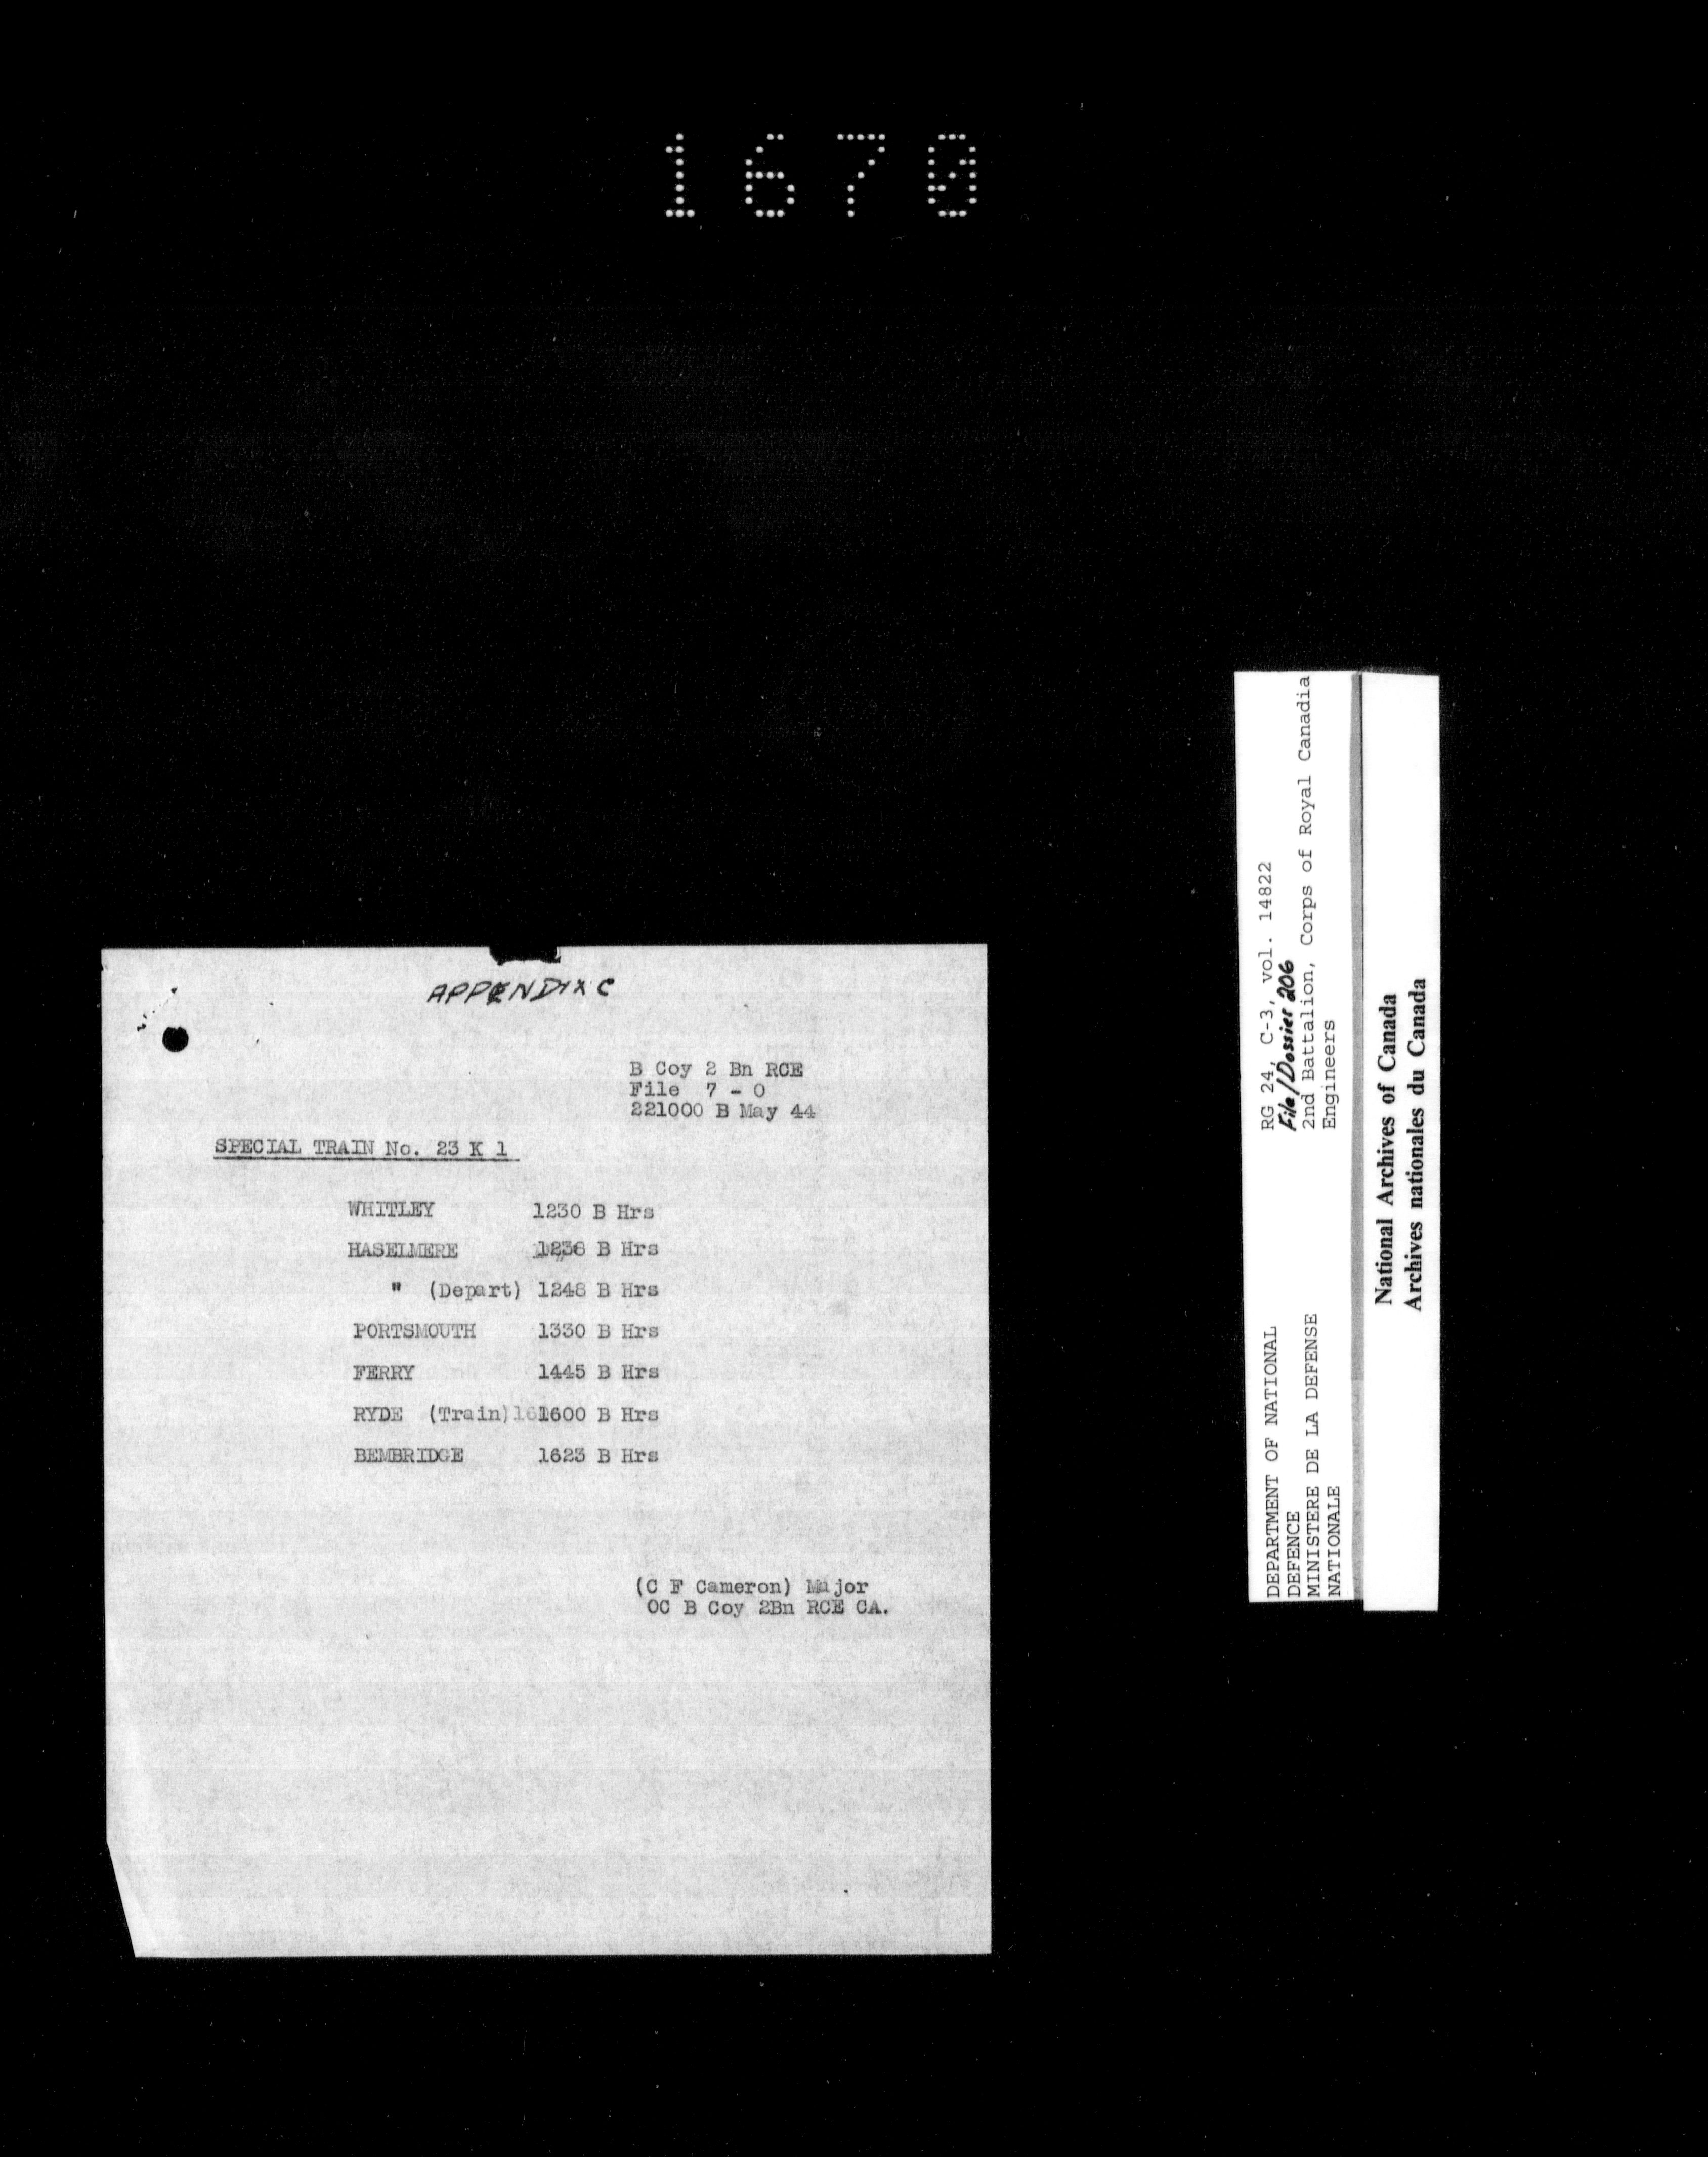 1670
APPENDIX C
B Coy 2 Bn RCE
File 7 - 0
221000 B May 44
SPECIAL TRAIN No. 23 K 1
WHITLEY 1230 B Hrs
HASELMERE 1236 B Hrs
" (Depart) 1248 B Hrs
PORTSMOUTH 1330 B Hrs
FERRY 1445 B Hrs
RYDE (Train) 1600 B Hrs
BEMBRIDGE 1623 B Hrs
(C F Cameron) Major
OC B Coy 2Bn RCE CA.
RG 24, C-3, vol. 14822
File/Dossier 206
2nd Battalion, Corps of Royal Canadia
Engineers
DEPARTMENT OF NATIONAL
DEFENCE
MINISTERE DE LA DEFENSE
NATIONALE
National Archives of Canada
Archives nationales du Canada